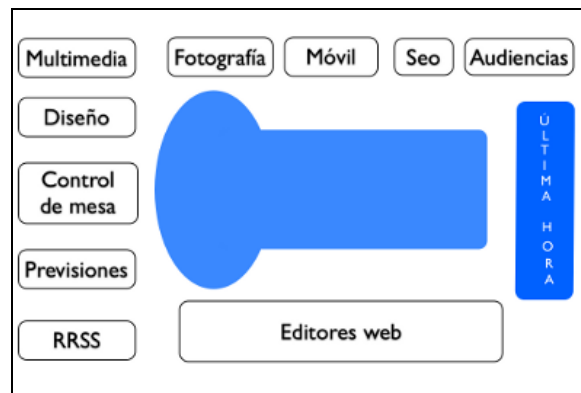 Multimedia
Fotografía
Móvil
Seo
Audiencias
Diseño
Control
de mesa
Previsiones
RRSS
Editores web
ÚLTIMA HORA